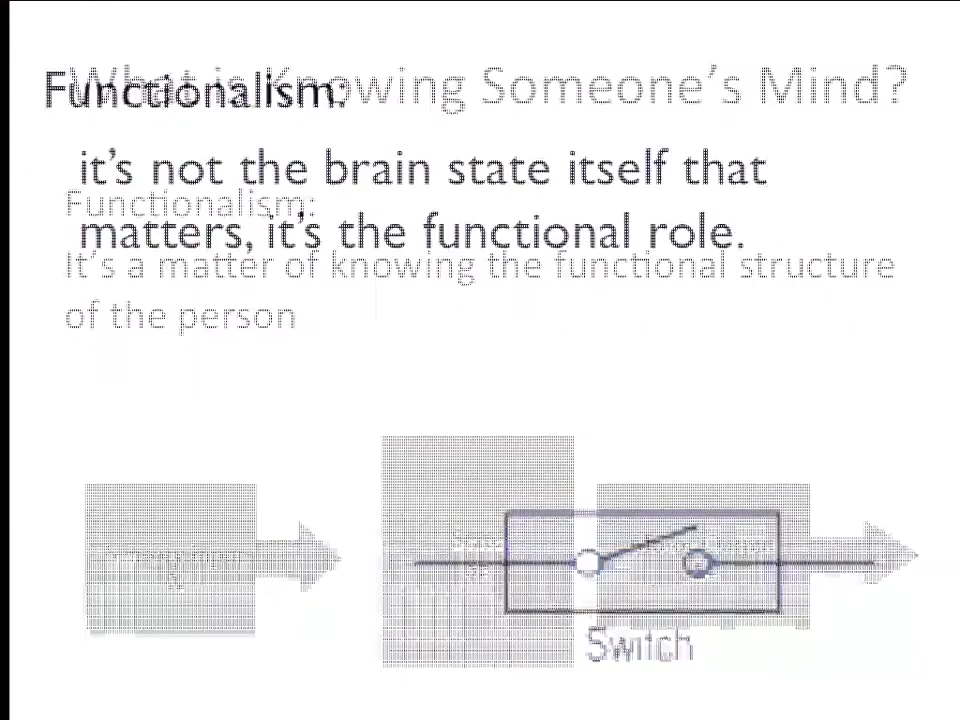 What is Knowing Someone's Mind?
Functionalism:
it's not the brain state itself that
Functionalism:
matters, it's the functional role.
It's a matter of knowing the functional structure
of the person
Switch